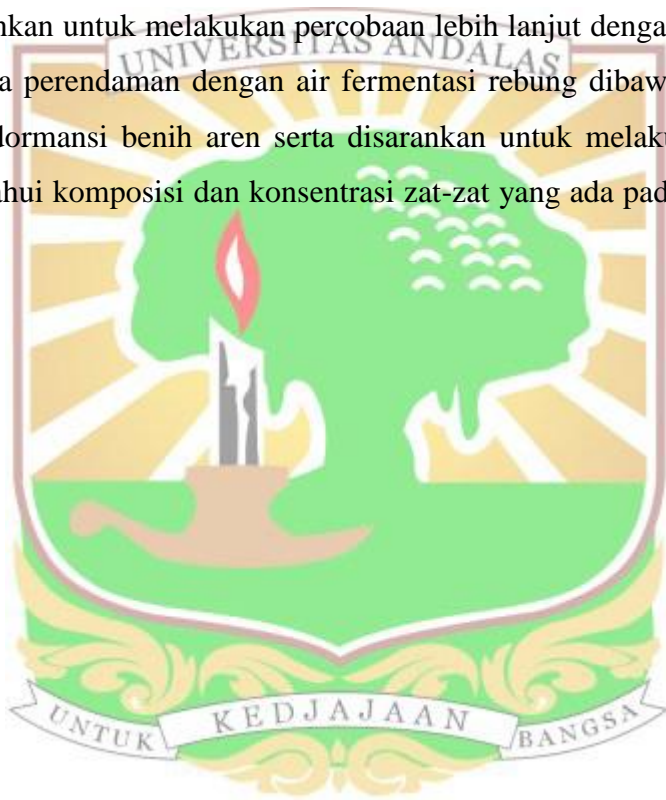 nkan untuk melakukan percobaan lebih lanjut denga
UNIVERSITAS ANDALAS
a perendaman dengan air fermentasi rebung dibaw
dormansi benih aren serta disarankan untuk melaku
ahui komposisi dan konsentrasi zat-zat yang ada pad
UNTUK KEDJAJAAN BANGSA